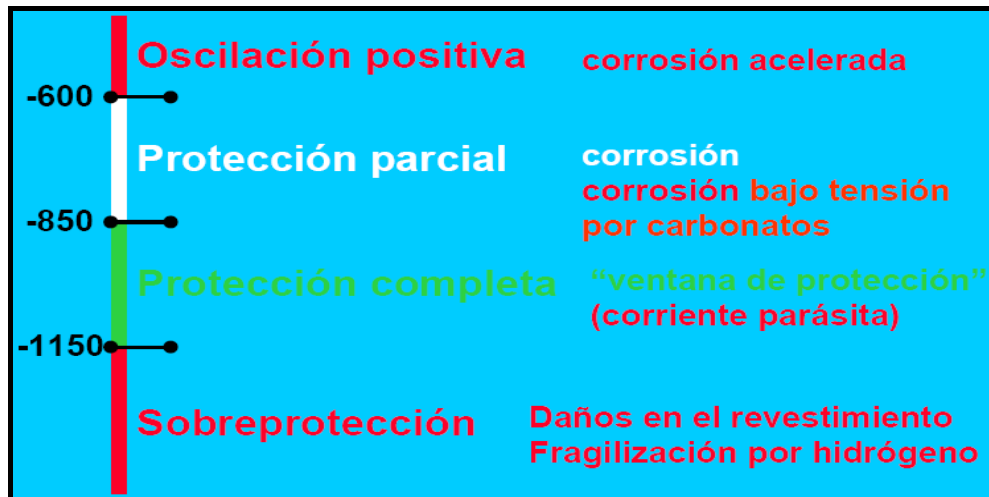 Oscilación positiva corrosión acelerada
-600
Protección parcial corrosión
corrosión bajo tensión
por carbonatos
-850
Protección completa “ventana de protección”
(corriente parásita)
-1150
Sobreprotección Daños en el revestimiento
Fragilización por hidrógeno